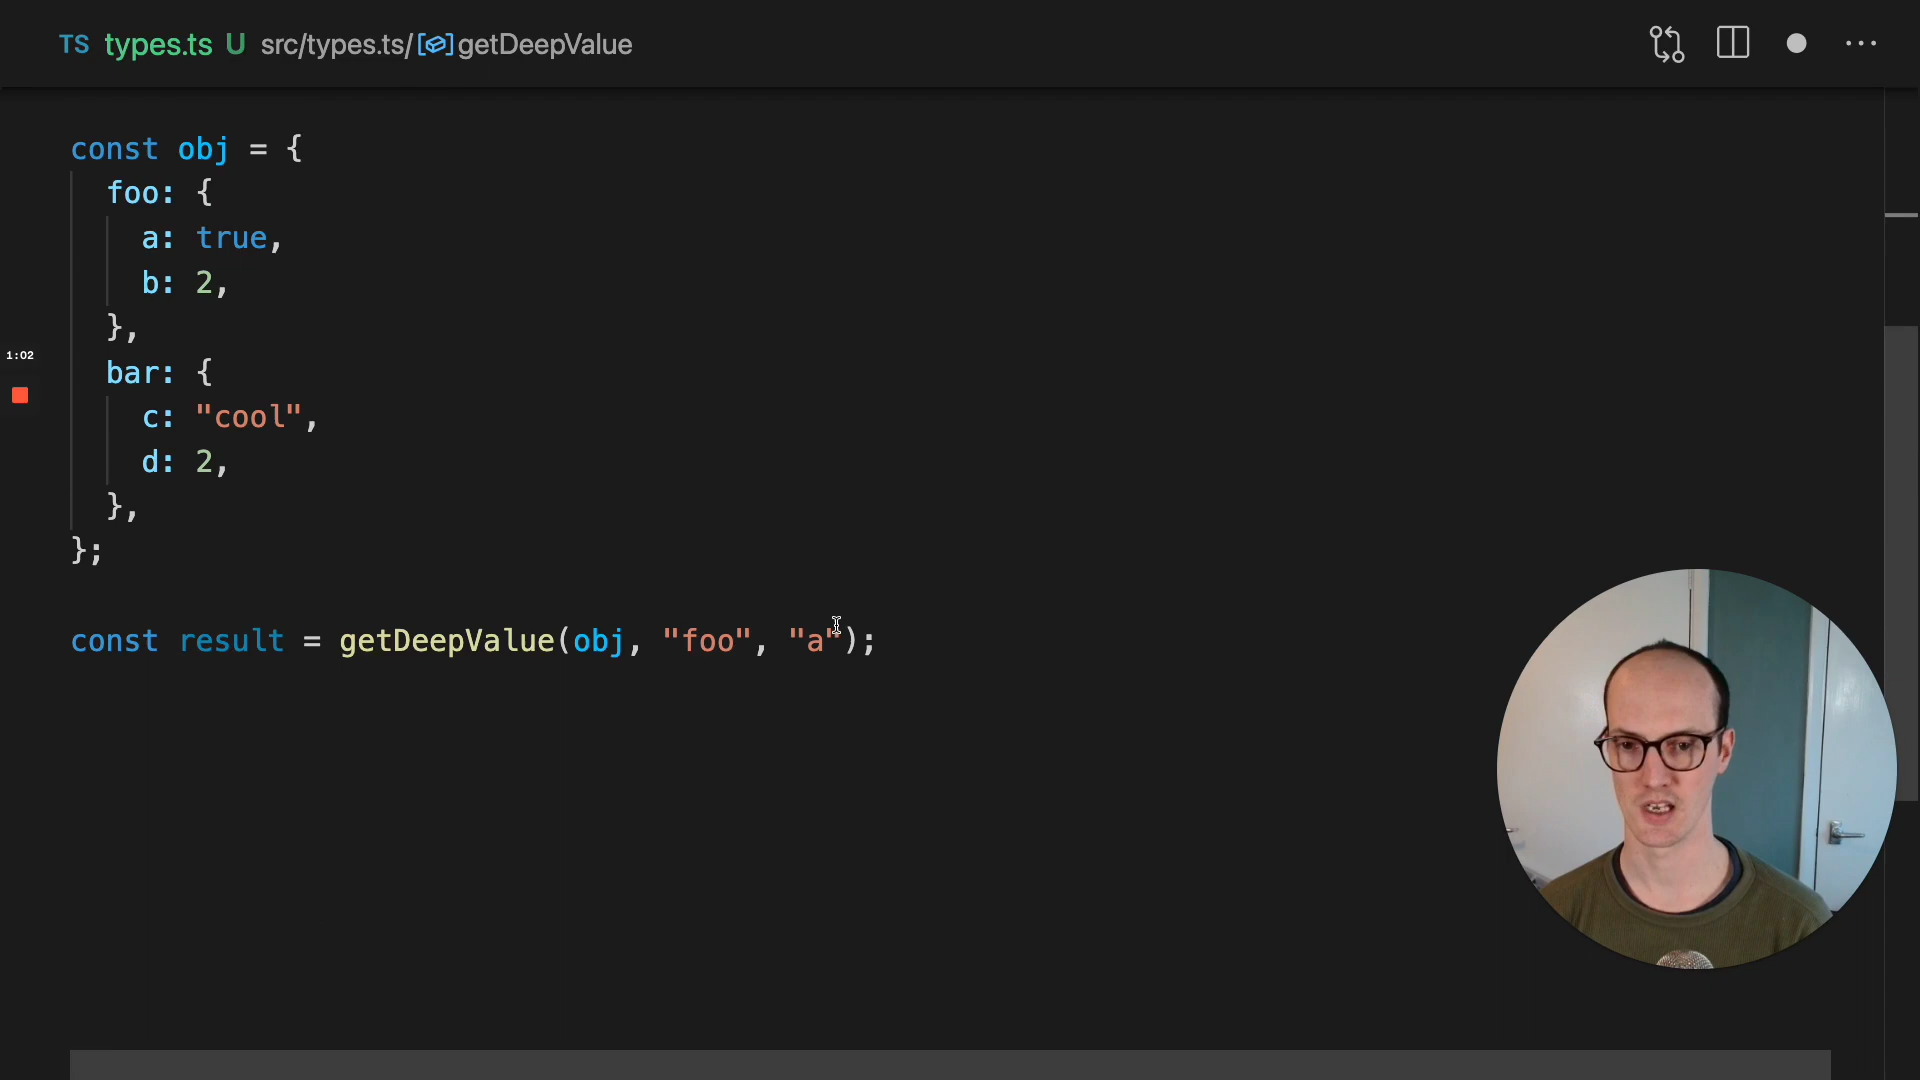 TS types.ts U src/types.ts/ getDeepValue
const obj = {
  foo: {
    a: true,
    b: 2,
  },
  bar: {
    c: "cool",
    d: 2,
  },
};
const result = getDeepValue(obj, "foo", "a");
1:02